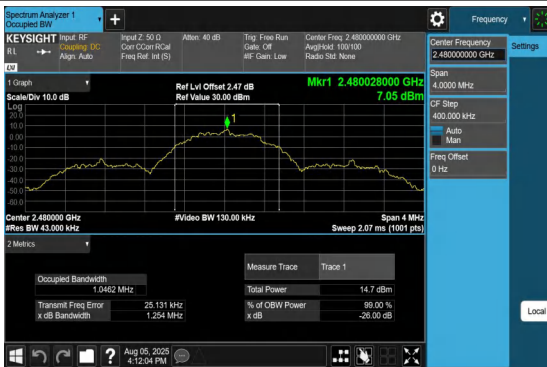 Spectrum Analyzer 1
Occupied BW
Frequency
KEYSIGHT
RL
LXI
Input: RF
Coupling: DC
Align: Auto
Input Z: 50 Ω
Corr CCorr RCal
Freq Ref: Int (S)
Atten: 40 dB
Trig: Free Run
Gate: Off
#IF Gain: Low
Center Freq: 2.480000000 GHz
Avg|Hold: 100/100
Radio Std: None
1 Graph
Scale/Div 10.0 dB
Ref Lvl Offset 2.47 dB
Ref Value 30.00 dBm
Mkr1 2.480028000 GHz
7.05 dBm
Log
20.0
10.0
0.00
-10.0
-20.0
-30.0
-40.0
-50.0
-60.0
1
Center 2.480000 GHz
#Res BW 43.000 kHz
#Video BW 130.00 kHz
Span 4 MHz
Sweep 2.07 ms (1001 pts)
2 Metrics
Measure Trace
Trace 1
Occupied Bandwidth
1.0462 MHz
Total Power
14.7 dBm
Transmit Freq Error
25.131 kHz
% of OBW Power
99.00 %
x dB Bandwidth
1.254 MHz
x dB
-26.00 dB
Aug 05, 2025
4:12:04 PM
Center Frequency
2.480000000 GHz
Settings
Span
4.0000 MHz
CF Step
400.000 kHz
Auto
Man
Freq Offset
0 Hz
Local